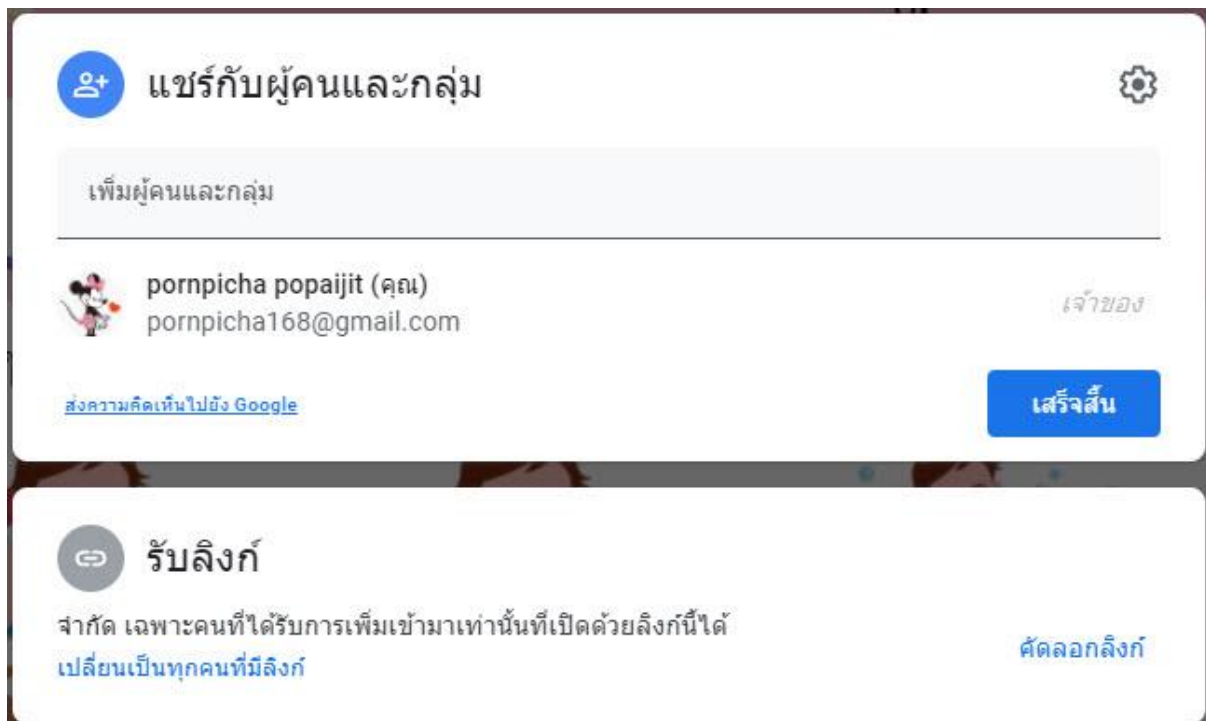 แชร์กับผู้คนและกลุ่ม
เพิ่มผู้คนและกลุ่ม
pornpicha popaijit (คุณ)
pornpicha168@gmail.com
เจ้าของ
ส่งความคิดเห็นไปยัง Google
เสร็จสิ้น
รับลิงก์
จำกัด เฉพาะคนที่ได้รับการเพิ่มเข้ามาเท่านั้นที่เปิดด้วยลิงก์นี้ได้
เปลี่ยนเป็นทุกคนที่มีลิงก์
คัดลอกลิงก์